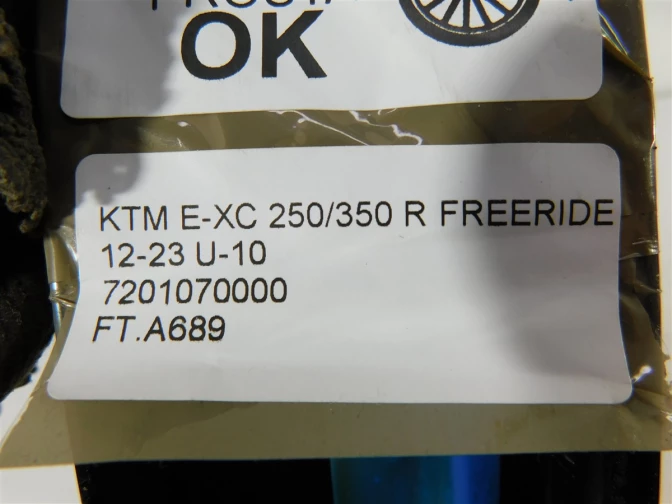 OK
KTM E-XC 250/350 R FREERIDE
12-23 U-10
7201070000
FT.A689